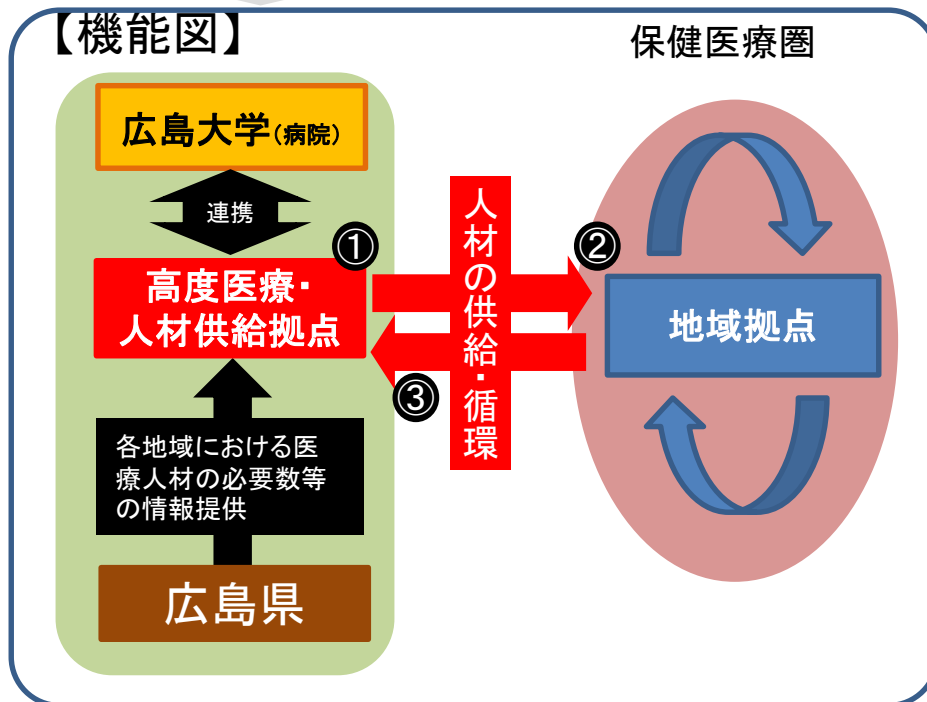 【機能図】
保健医療圏
広島大学(病院)
連携
①
高度医療・
人材供給拠点
人材の供給・循環
②
地域拠点
③
各地域における医
療人材の必要数等
の情報提供
広島県